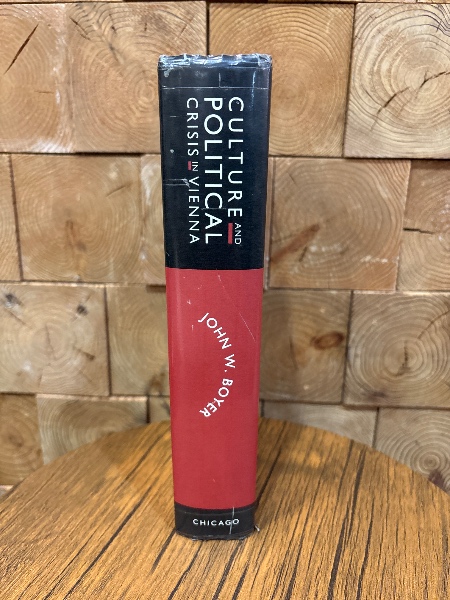 CULTURE AND
POLITICAL
CRISIS IN VIENNA
JOHN W. BOYER
CHICAGO